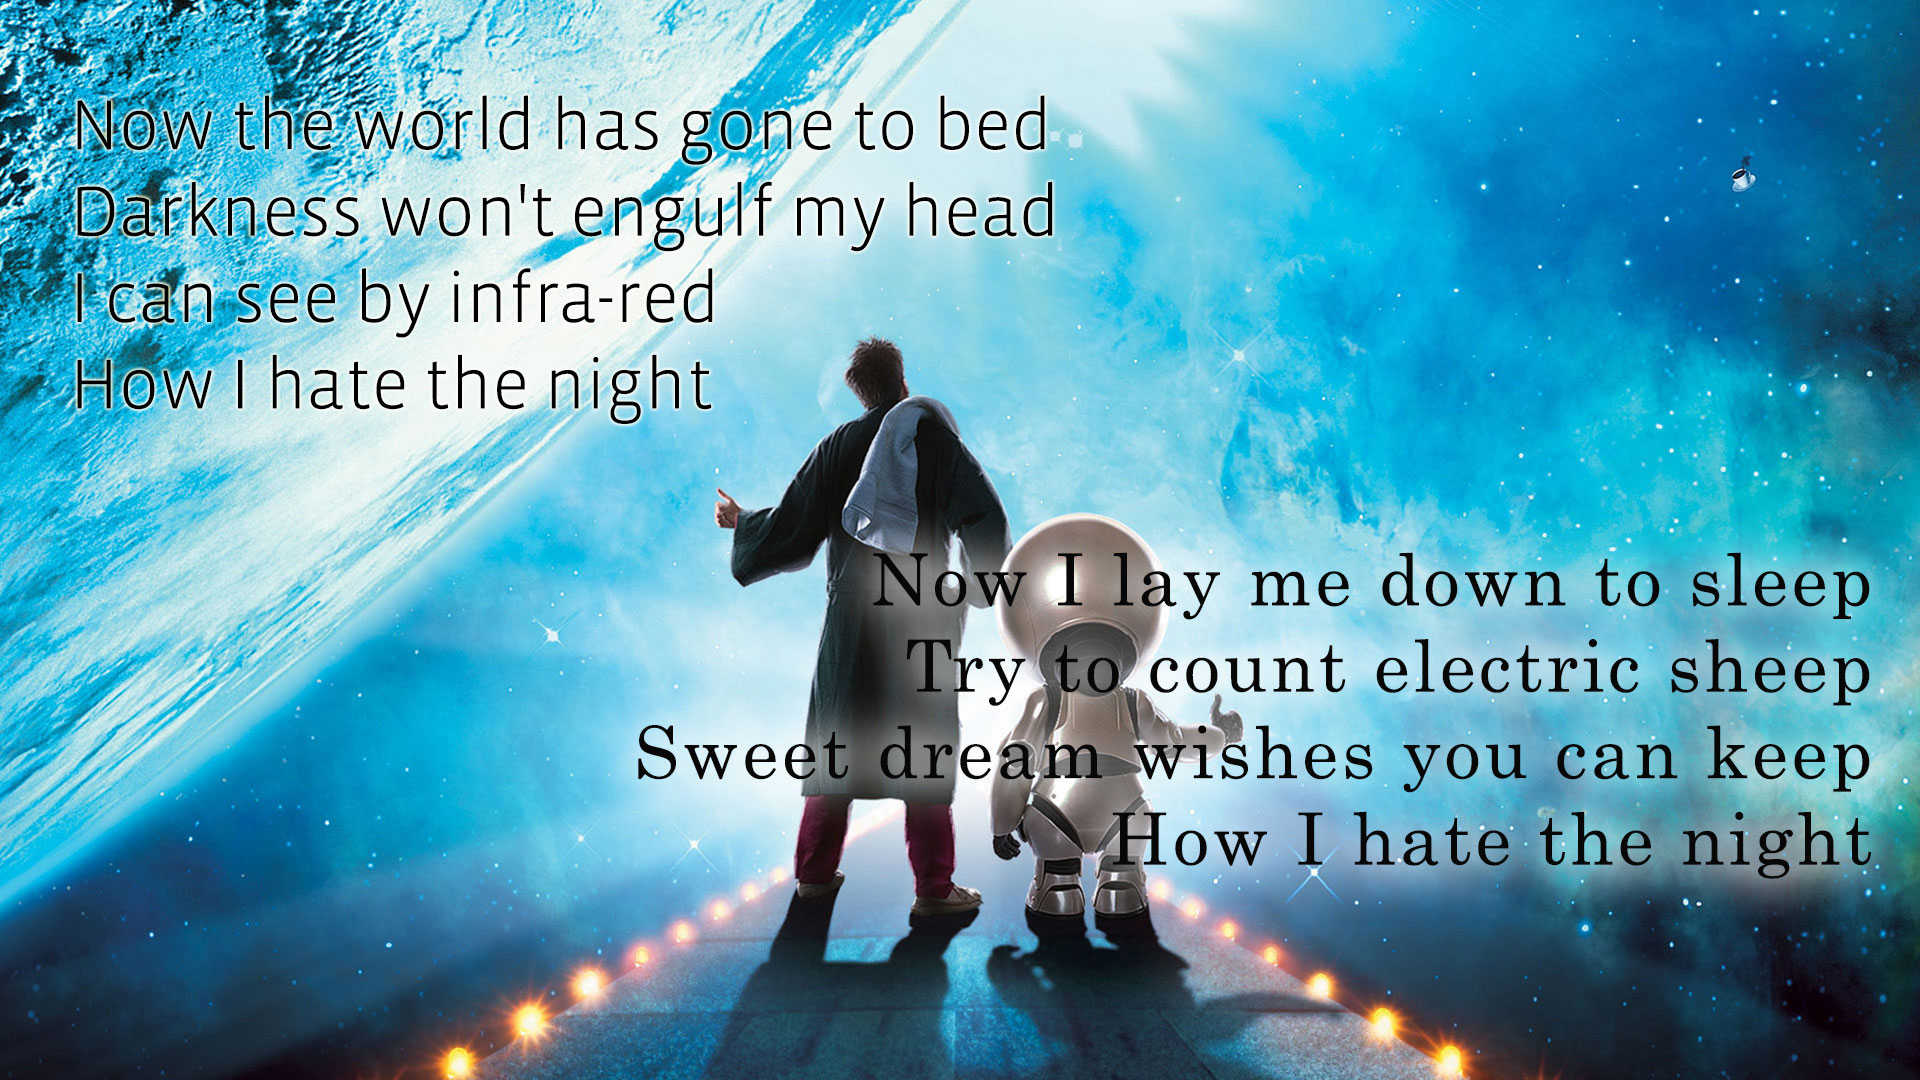 Now the world has gone to bed
Darkness won't engulf my head
I can see by infra-red
How I hate the night
Now I lay me down to sleep
Try to count electric sheep
Sweet dream wishes you can keep
How I hate the night